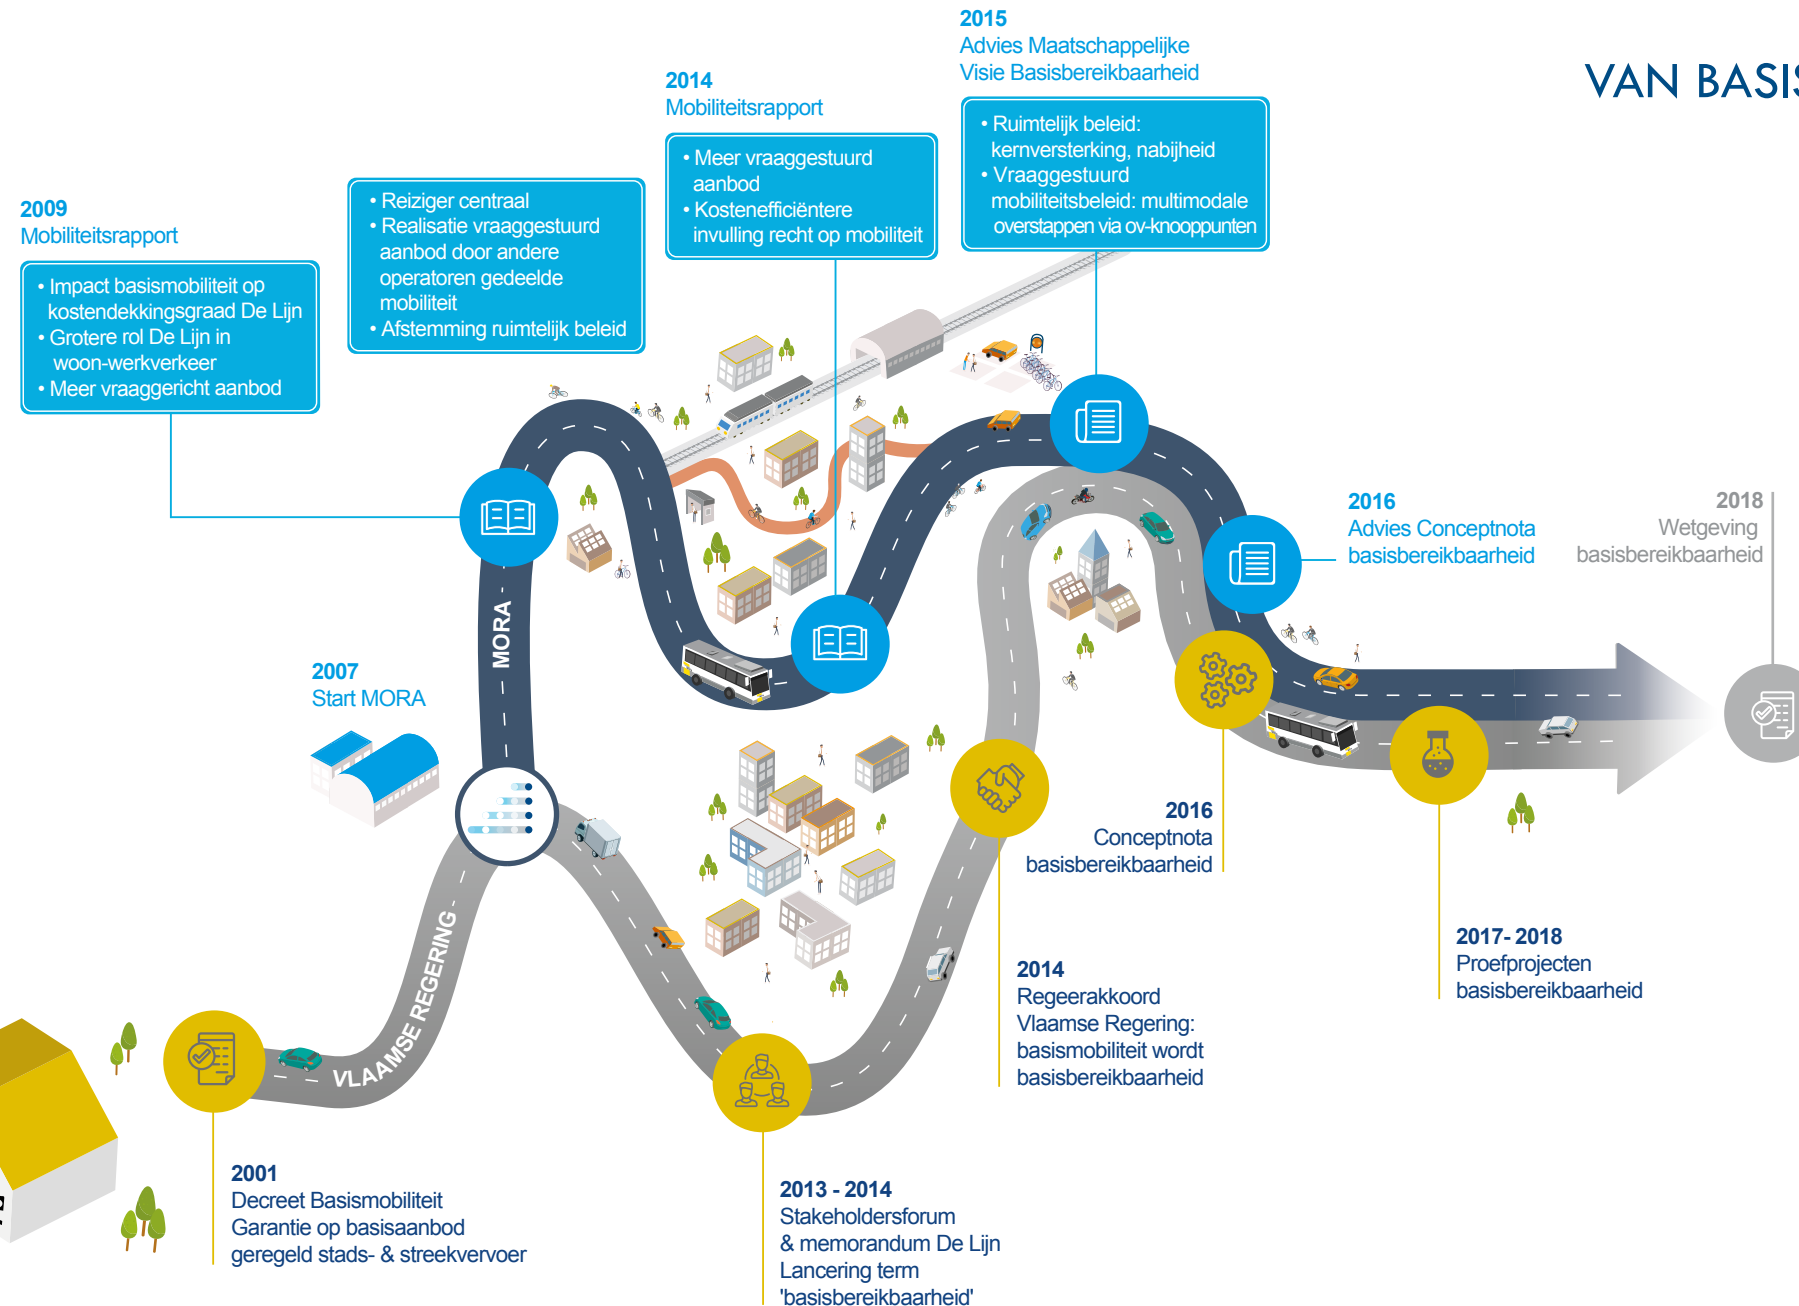 VAN BASIS
2015
Advies Maatschappelijke
Visie Basisbereikbaarheid
• Ruimtelijk beleid:
kernversterking, nabijheid
• Vraaggestuurd
mobiliteitsbeleid: multimodale
overstappen via ov-knooppunten
2014
Mobiliteitsrapport
• Meer vraaggestuurd
aanbod
• Kostenefficiëntere
invulling recht op mobiliteit
• Reiziger centraal
• Realisatie vraaggestuurd
aanbod door andere
operatoren gedeelde
mobiliteit
• Afstemming ruimtelijk beleid
2009
Mobiliteitsrapport
• Impact basismobiliteit op
kostendekkingsgraad De Lijn
• Grotere rol De Lijn in
woon-werkverkeer
• Meer vraaggericht aanbod
2016
Advies Conceptnota
basisbereikbaarheid
2018
Wetgeving
basisbereikbaarheid
MORA
2007
Start MORA
2016
Conceptnota
basisbereikbaarheid
VLAAMSE REGERING
2017- 2018
Proefprojecten
basisbereikbaarheid
2014
Regeerakkoord
Vlaamse Regering:
basismobiliteit wordt
basisbereikbaarheid
2001
Decreet Basismobiliteit
Garantie op basisaanbod
geregeld stads- & streekvervoer
2013 - 2014
Stakeholdersforum
& memorandum De Lijn
Lancering term
'basisbereikbaarheid'